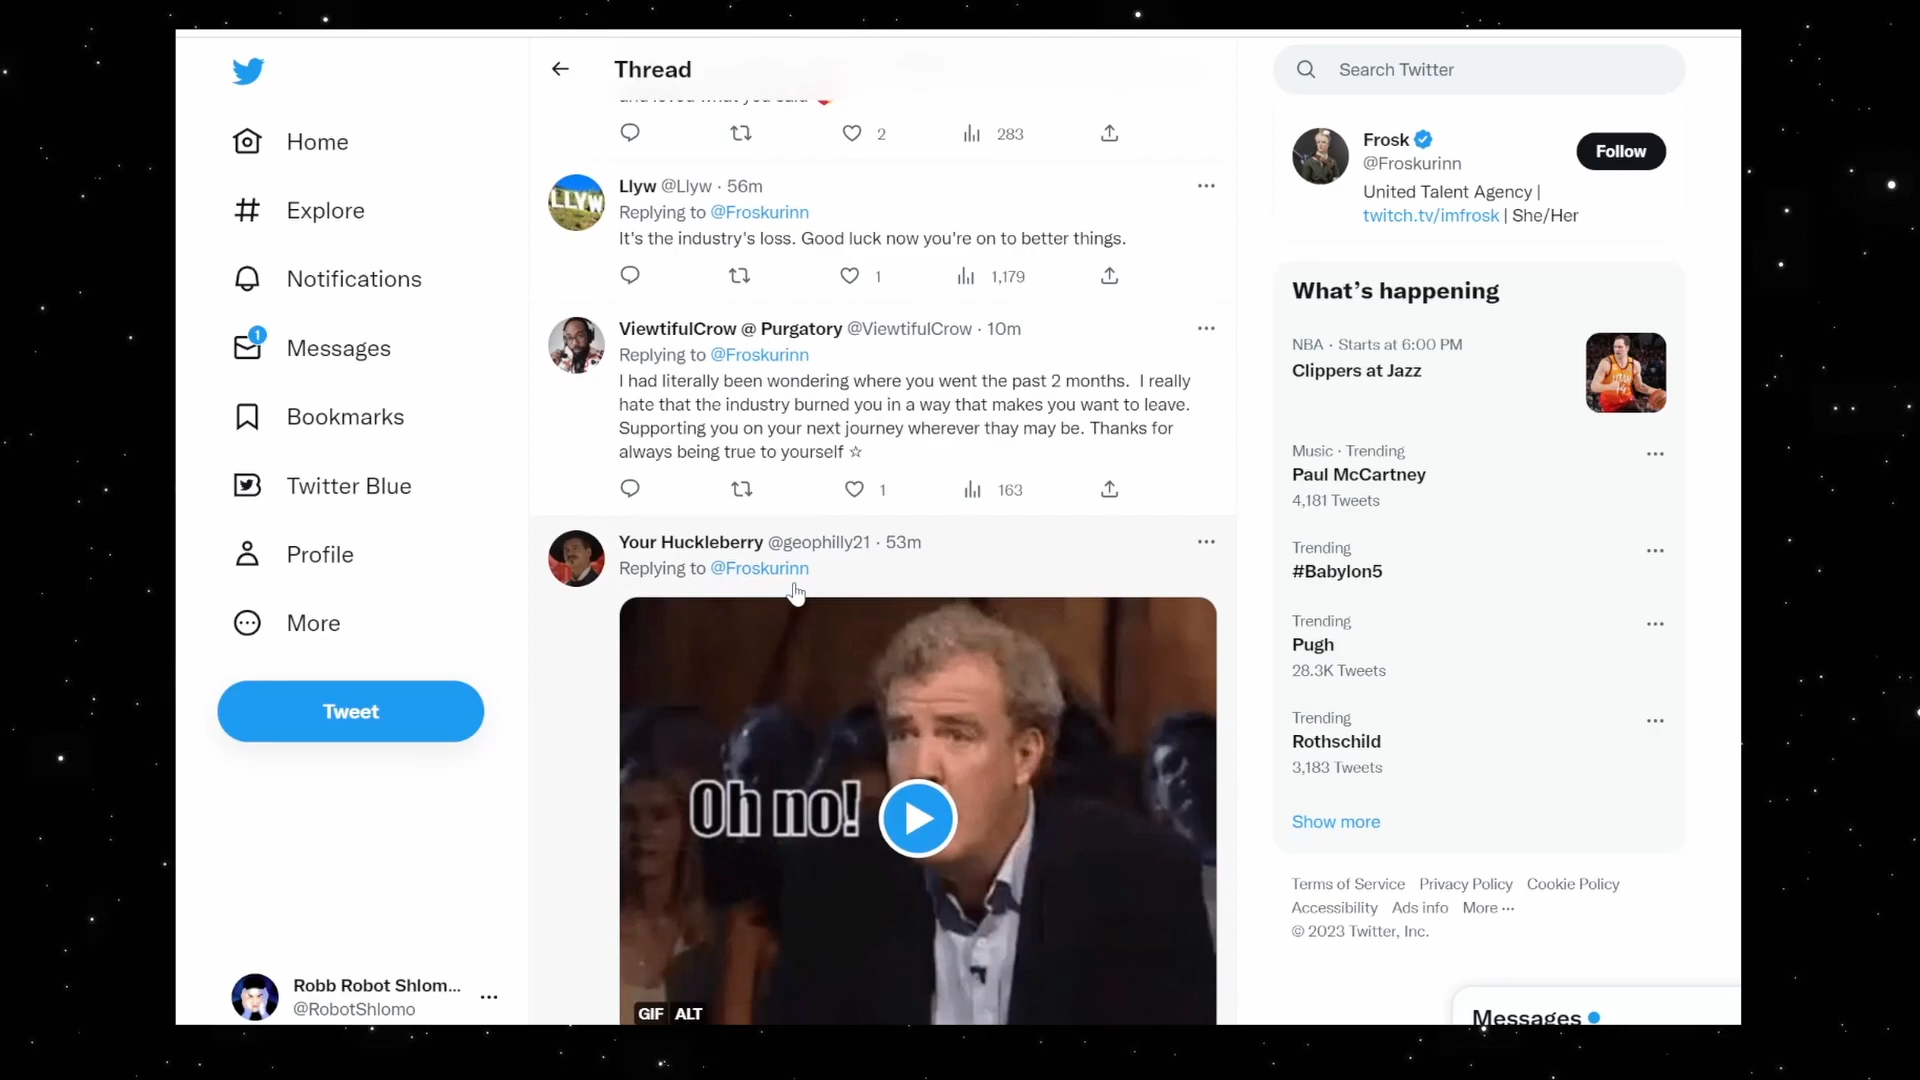 Home
Explore
Notifications
1
Messages
Bookmarks
Twitter Blue
Profile
More
Tweet
Robb Robot Shlom...
@RobotShlomo
Thread
and loved what you said
2
283
Llyw @Llyw · 56m
Replying to @Froskurinn
It's the industry's loss. Good luck now you're on to better things.
1
1,179
ViewtifulCrow @ Purgatory @ViewtifulCrow · 10m
Replying to @Froskurinn
I had literally been wondering where you went the past 2 months. I really
hate that the industry burned you in a way that makes you want to leave.
Supporting you on your next journey wherever thay may be. Thanks for
always being true to yourself ☆
1
163
Your Huckleberry @geophilly21 · 53m
Replying to @Froskurinn
Oh no!
GIF ALT
Search Twitter
Frosk
@Froskurinn
Follow
United Talent Agency |
twitch.tv/imfrosk | She/Her
What's happening
NBA · Starts at 6:00 PM
Clippers at Jazz
Music · Trending
Paul McCartney
4,181 Tweets
Trending
#Babylon5
Trending
Pugh
28.3K Tweets
Trending
Rothschild
3,183 Tweets
Show more
Terms of Service Privacy Policy Cookie Policy
Accessibility Ads info More ···
© 2023 Twitter, Inc.
Messages